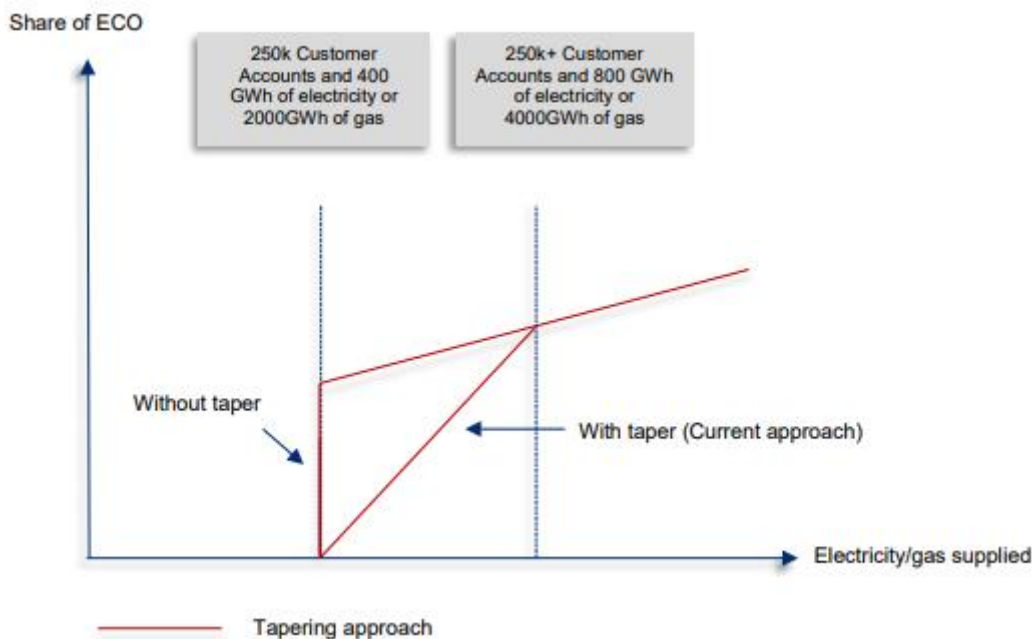 Share of ECO
250k Customer
Accounts and 400
GWh of electricity or
2000GWh of gas
250k+ Customer
Accounts and 800 GWh
of electricity or
4000GWh of gas
Without taper
With taper (Current approach)
Electricity/gas supplied
Tapering approach